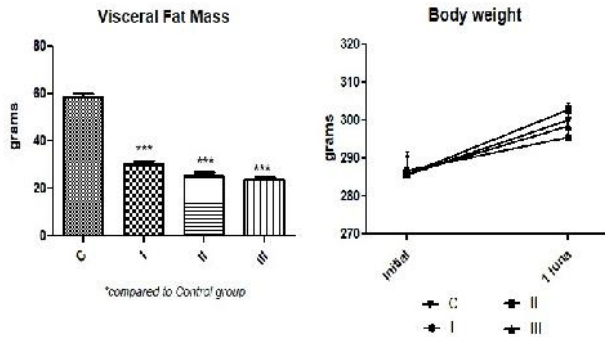 Visceral Fat Mass
80
60
40
20
0
grams
***
***
***
C
I
II
III
*compared to Control group
Body weight
320
310
300
290
280
270
grams
Initial
1 luna
C
I
II
III